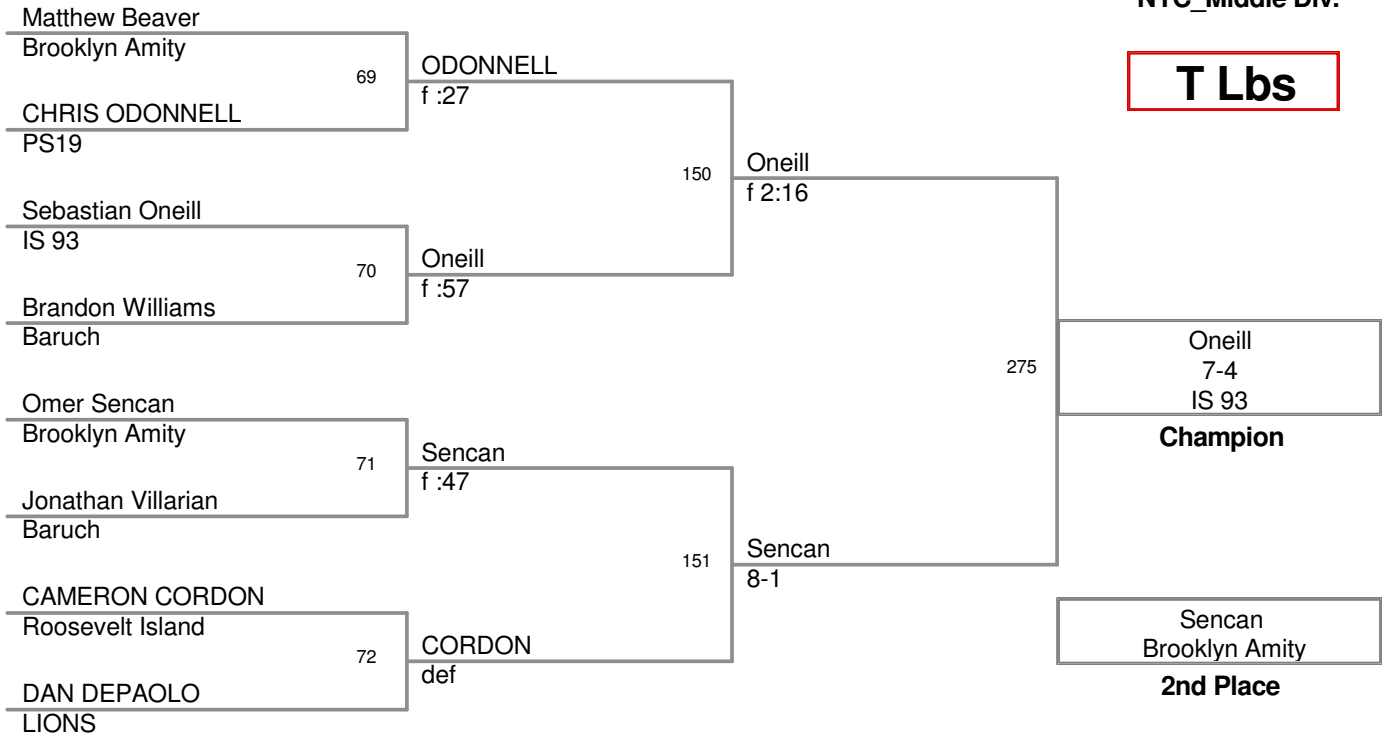 NYC_Middle Div.
T Lbs
Matthew Beaver
Brooklyn Amity
69
CHRIS ODONNELL
PS19
ODONNELL
f :27
Sebastian Oneill
IS 93
70
Brandon Williams
Baruch
Oneill
f :57
150
Oneill
f 2:16
Omer Sencan
Brooklyn Amity
71
Jonathan Villarian
Baruch
Sencan
f :47
CAMERON CORDON
Roosevelt Island
72
DAN DEPAOLO
LIONS
CORDON
def
151
Sencan
8-1
275
Oneill
7-4
IS 93
Champion
Sencan
Brooklyn Amity
2nd Place